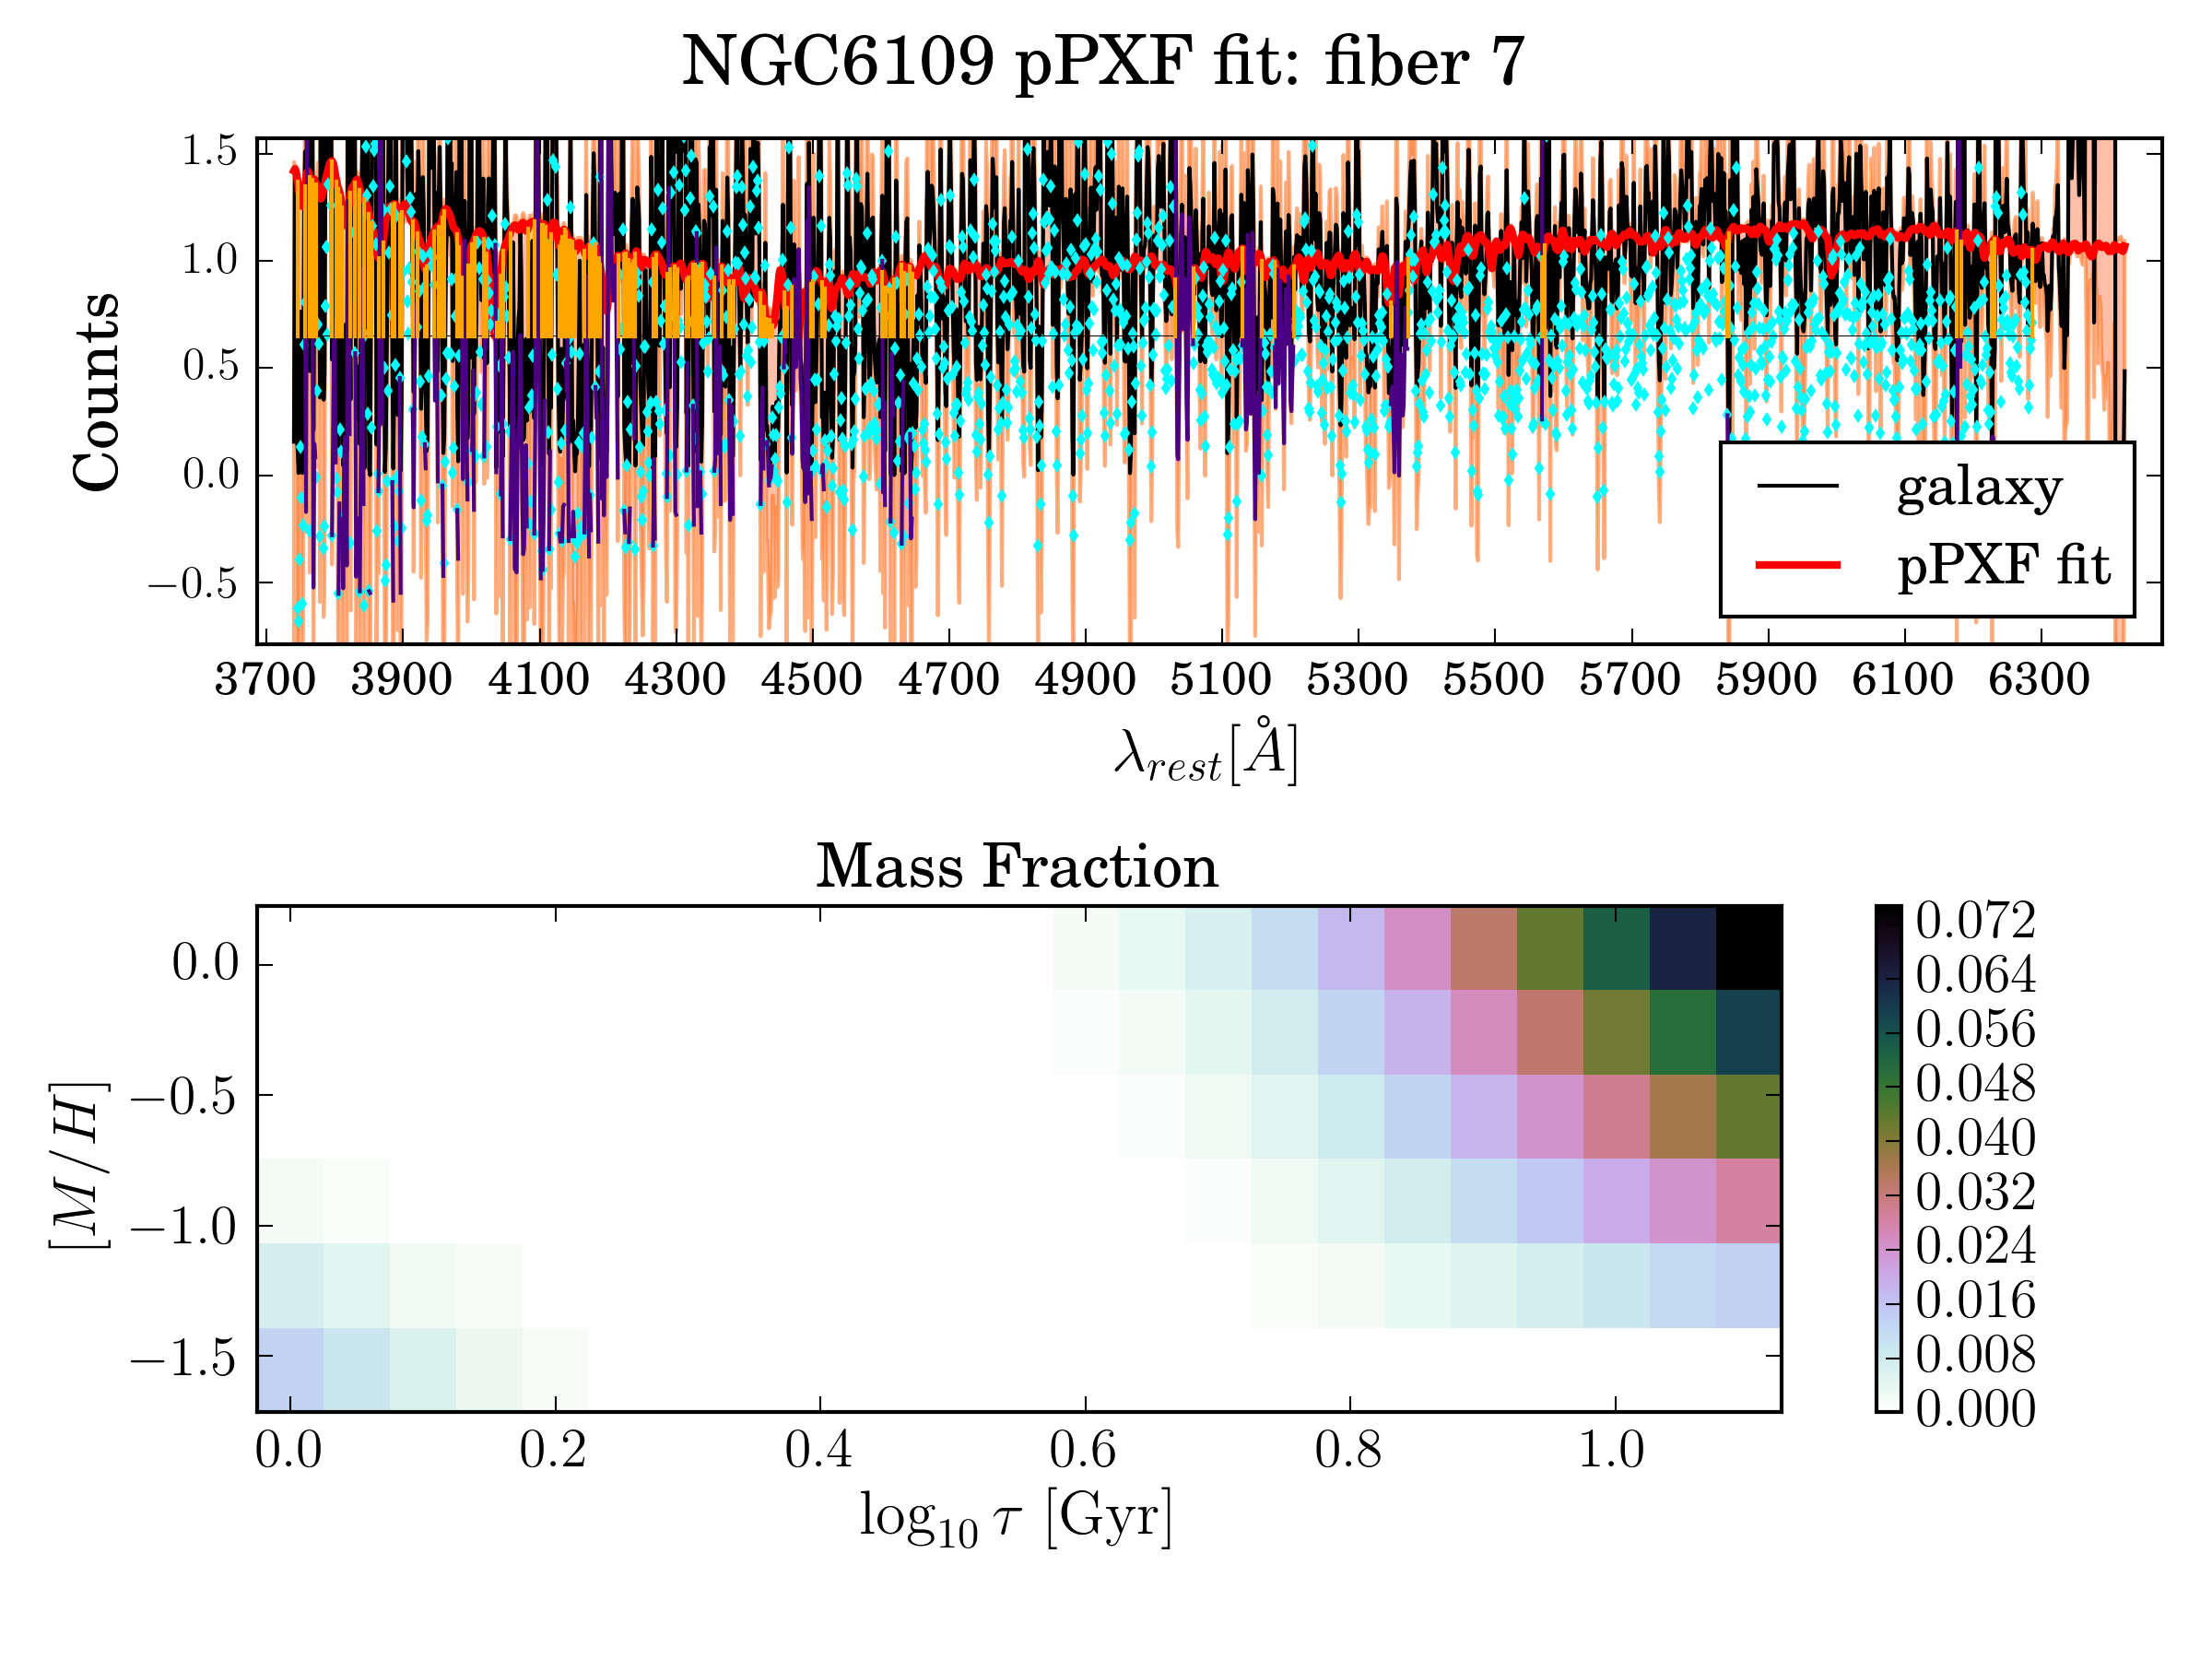 NGC6109 pPXF fit: fiber 7
1.5
1.0
0.5
0.0
−0.5
Counts
galaxy
pPXF fit
3700 3900 4100 4300 4500 4700 4900 5100 5300 5500 5700 5900 6100 6300
λrest[Å]
Mass Fraction
0.0
−0.5
−1.0
−1.5
[M/H]
0.072
0.064
0.056
0.048
0.040
0.032
0.024
0.016
0.008
0.000
0.0 0.2 0.4 0.6 0.8 1.0
log10 τ [Gyr]